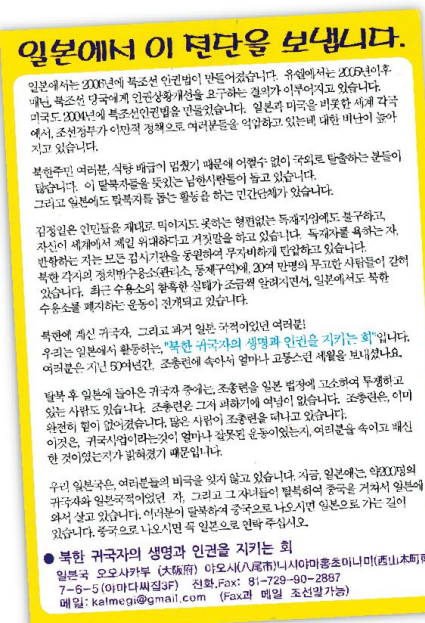 일본에서 이 전단을 보냅니다.
일본에서는 2006년에 북조선 인권법이 만들어졌습니다. 유엔에서는 2005년이후
매년, 북조선 당국에게 인권상황개선을 요구하는 결의가 이루어지고 있습니다.
미국도 2004년에 북조선인권법을 만들었습니다. 일본과 미국을 비롯한 세계 각국
에서, 조선정부가 이만적 정책으로 여러분들을 억압하고 있는데 대한 비난이 높아
지고 있습니다.
북한주민 여러분, 식량 배급이 멈췄기 때문에 어쩔수 없이 국외로 탈출하는 분들이
많습니다. 이 탈북자들을 뜻있는 남한사람들이 돕고 있습니다.
그리고 일본에도 탈북자를 돕는 활동을 하는 민간단체가 있습니다.
김정일은 인민들을 제대로 먹이지도 못하는 형편없는 독재자임에도 불구하고,
자신이 세계에서 제일 위대하다고 거짓말을 하고 있습니다. 독재자를 욕하는 자,
반항하는 자는 모든 감시기관을 동원하여 무자비하게 탄압하고 있습니다.
북한 각지의 정치범수용소(관리소, 통제구역)에, 20여 만명의 무고한 사람들이 갇혀
있습니다. 최근 수용소의 참혹한 실태가 조금씩 알려지면서, 일본에서도 북한
수용소를 폐지하는 운동이 전개되고 있습니다.
북한에 계신 귀국자, 그리고 과거 일본 국적이었던 여러분!
우리는 일본에서 활동하는, "북한 귀국자의 생명과 인권을 지키는 회"입니다.
여러분은 지난 50여년간, 조총련에 속아서 얼마나 고통스런 세월을 보내셨나요.
탈북 후 일본에 들아온 귀국자 중에는, 조총련을 일본 법정에 고소하여 투쟁하고
있는 사람도 있습니다. 조총련은 그저 피하기에 여념이 없습니다. 조총련은, 이미
완전히 힘이 없어졌습니다. 많은 사람이 조총련을 떠나고 있습니다.
이것은, 귀국사업이라는것이 얼마나 잘못된 운동이었는지, 여러분을 속이고 배신
한 것이었는지가 밝혀졌기 때문입니다.
우리 일본국은, 여러분들의 비극을 잊지 않고 있습니다. 지금, 일본에는, 약200명의
귀국자와 일본국적이었던 자, 그리고 그 자녀들이 탈북하여 중국을 거쳐서 일본에
와서 살고 있습니다. 여러분이 탈북하여 중국으로 나오시면 일본으로 가는 길이
있습니다. 중국으로 나오시면 꼭 일본으로 연락 주십시오.
● 북한 귀국자의 생명과 인권을 지키는 회
일본국 오오사카부 (大阪府) 야오시(八尾市)니시야마홍쵸미나미(西山本町南
7-6-5 (야마다씨집3F) 전화.Fax: 81-729-90-2887
메일: kalmegi@gmail.com (Fax과 메일 조선말가능)